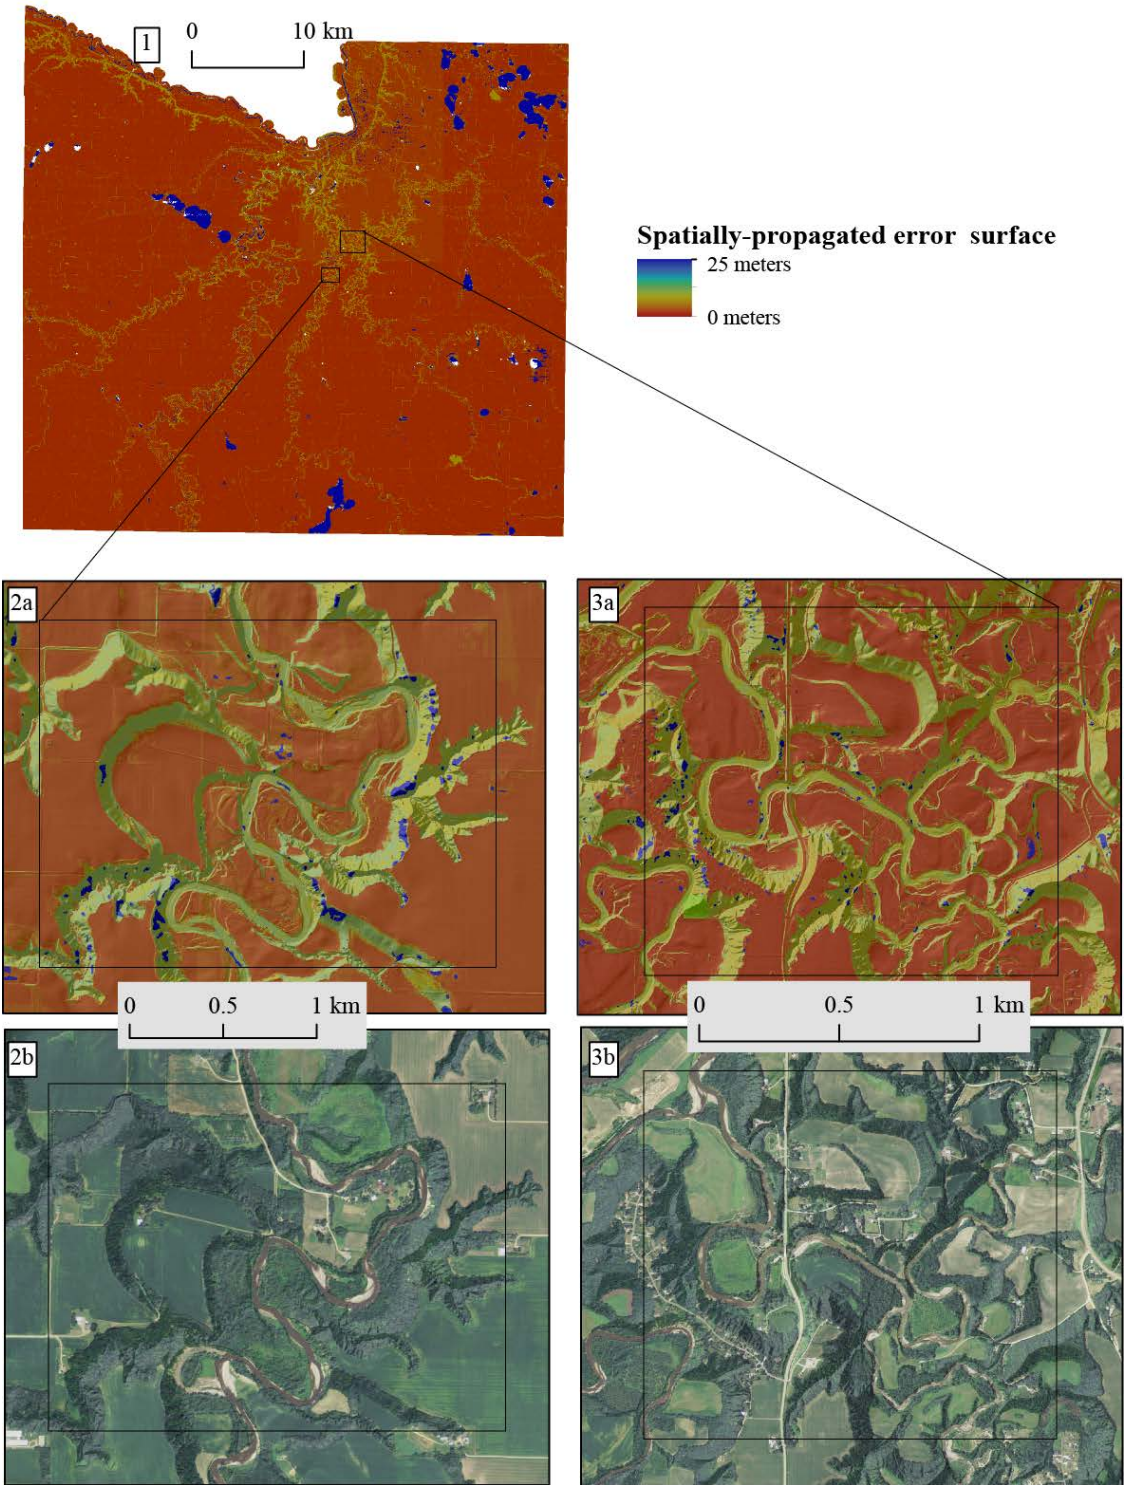 1
0 10 km
Spatially-propagated error surface
25 meters
0 meters
2a
3a
0 0.5 1 km
0 0.5 1 km
2b
3b